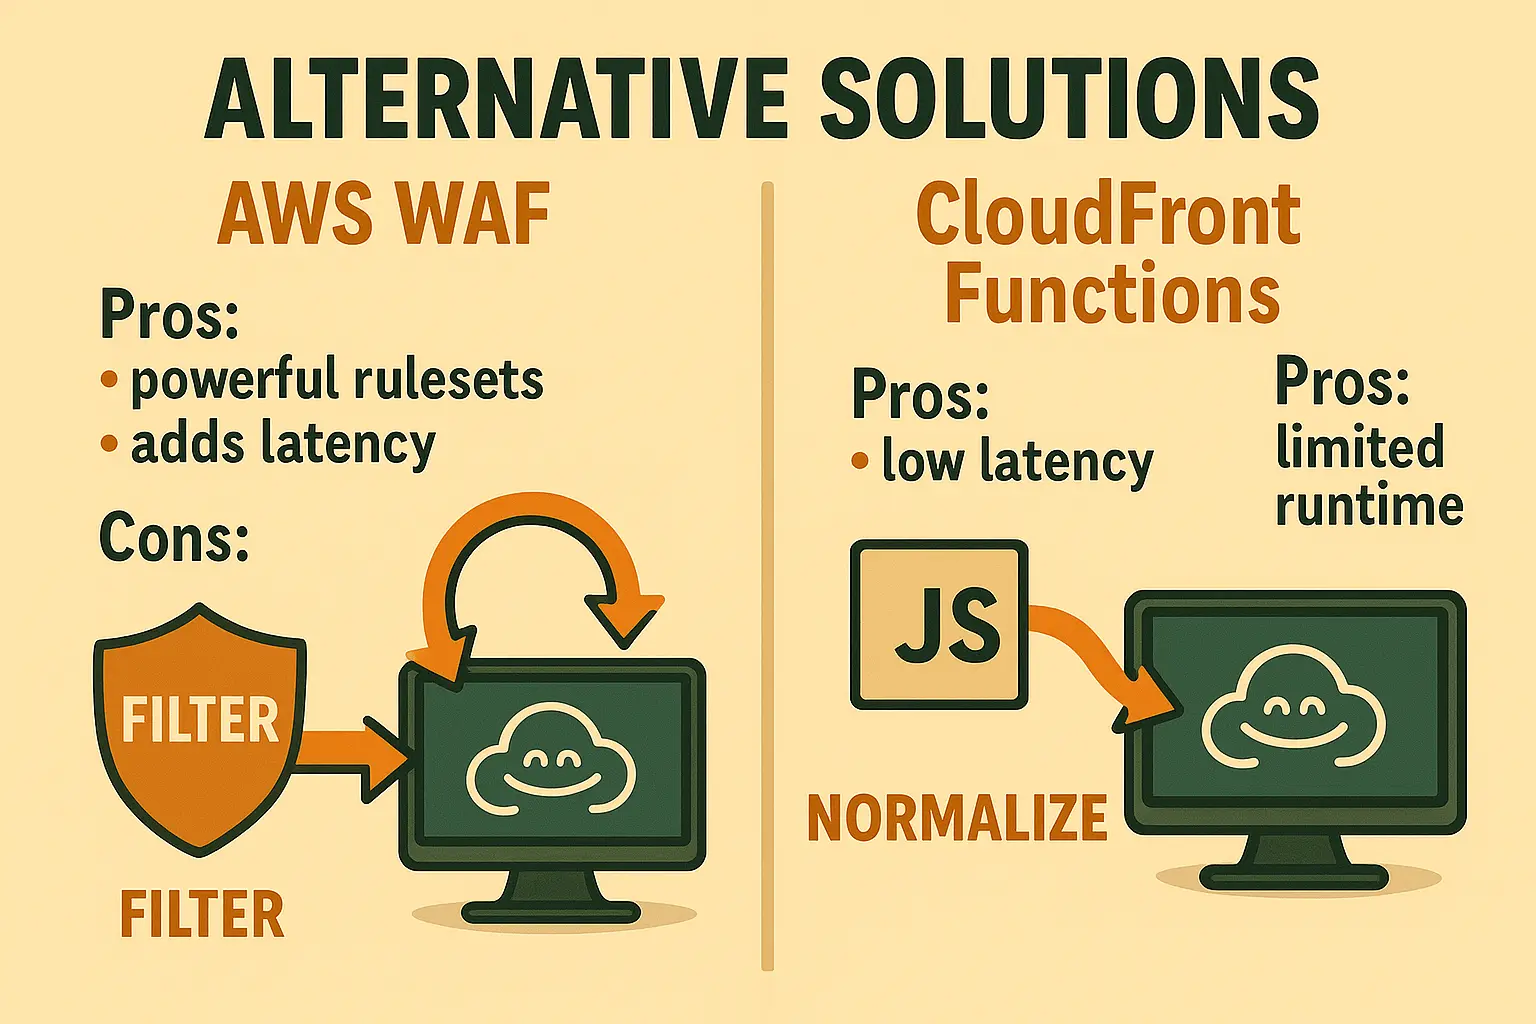 ALTERNATIVE SOLUTIONS
AWS WAF
Pros:
• powerful rulesets
• adds latency
Cons:
FILTER
FILTER
CloudFront
Functions
Pros:
• low latency
Pros:
limited
runtime
JS
NORMALIZE